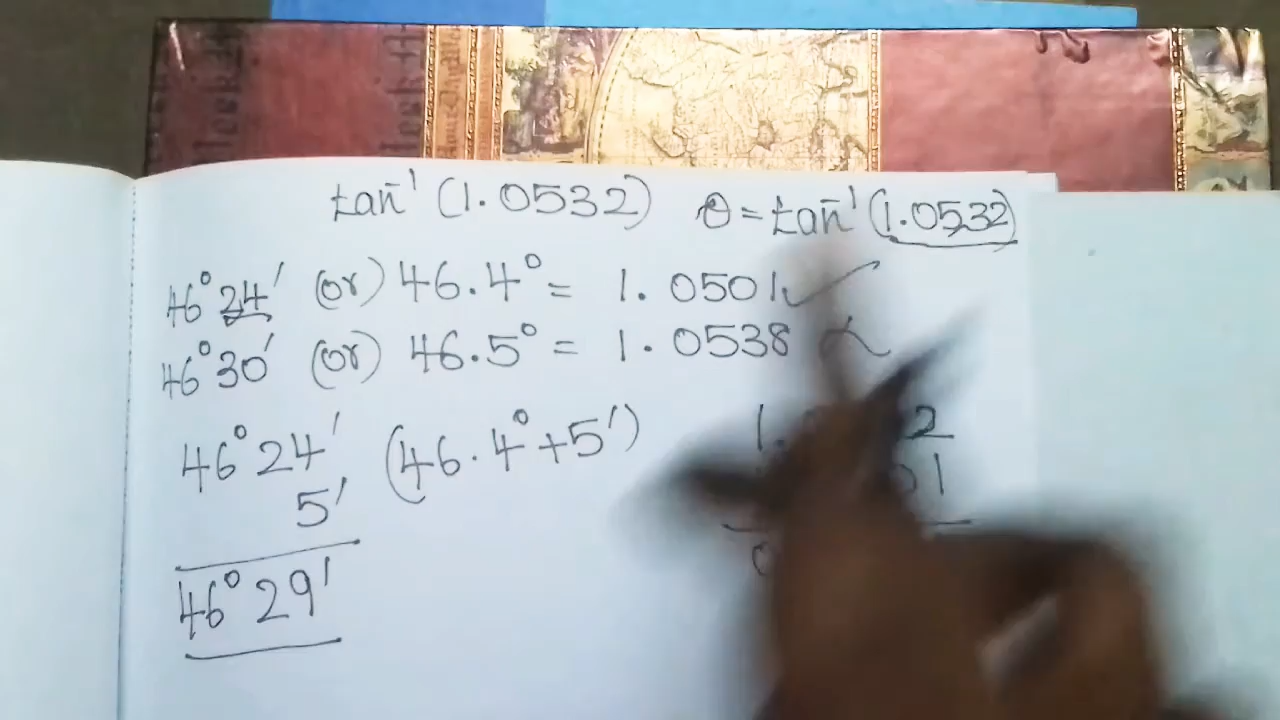 tan⁻¹ (1.0532) θ = tan⁻¹ (1.0532)
46° 24′ (or) 46.4° = 1.0501 ✓
46° 30′ (or) 46.5° = 1.0538
46° 24′ (46.4° + 5′)
5′
46° 29′